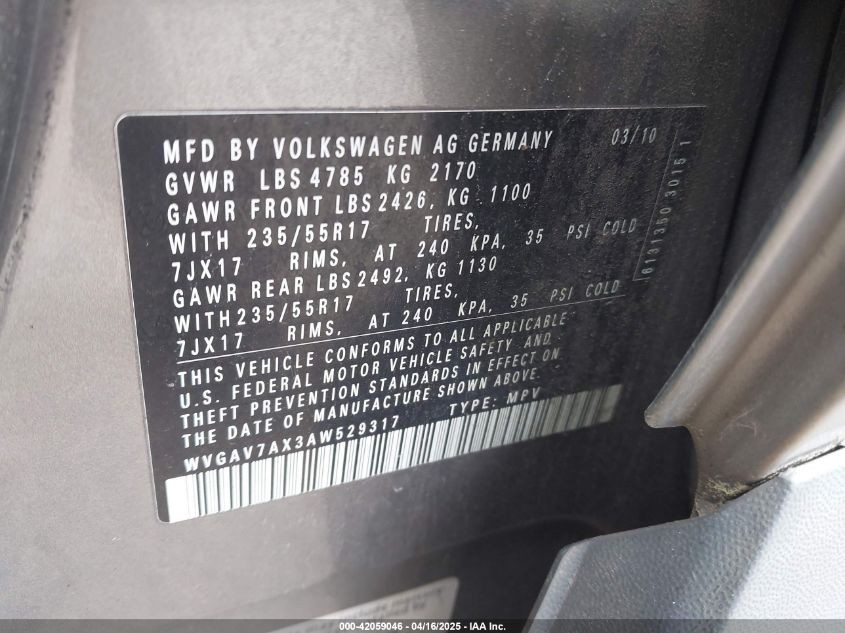 MFD BY VOLKSWAGEN AG GERMANY 03/10
GVWR LBS 4785 KG 2170
GAWR FRONT LBS 2426, KG 1100
WITH 235/55R17 TIRES,
7JX17 RIMS, AT 240 KPA, 35 PSI COLD
GAWR REAR LBS 2492, KG 1130
WITH 235/55R17 TIRES,
7JX17 RIMS, AT 240 KPA, 35 PSI COLD
THIS VEHICLE CONFORMS TO ALL APPLICABLE
U.S. FEDERAL MOTOR VEHICLE SAFETY AND
THEFT PREVENTION STANDARDS IN EFFECT ON
THE DATE OF MANUFACTURE SHOWN ABOVE.
WVGAV7AX3AW529317 TYPE: MPV
8131350 3015 1
000-42059046 - 04/16/2025 - IAA Inc.